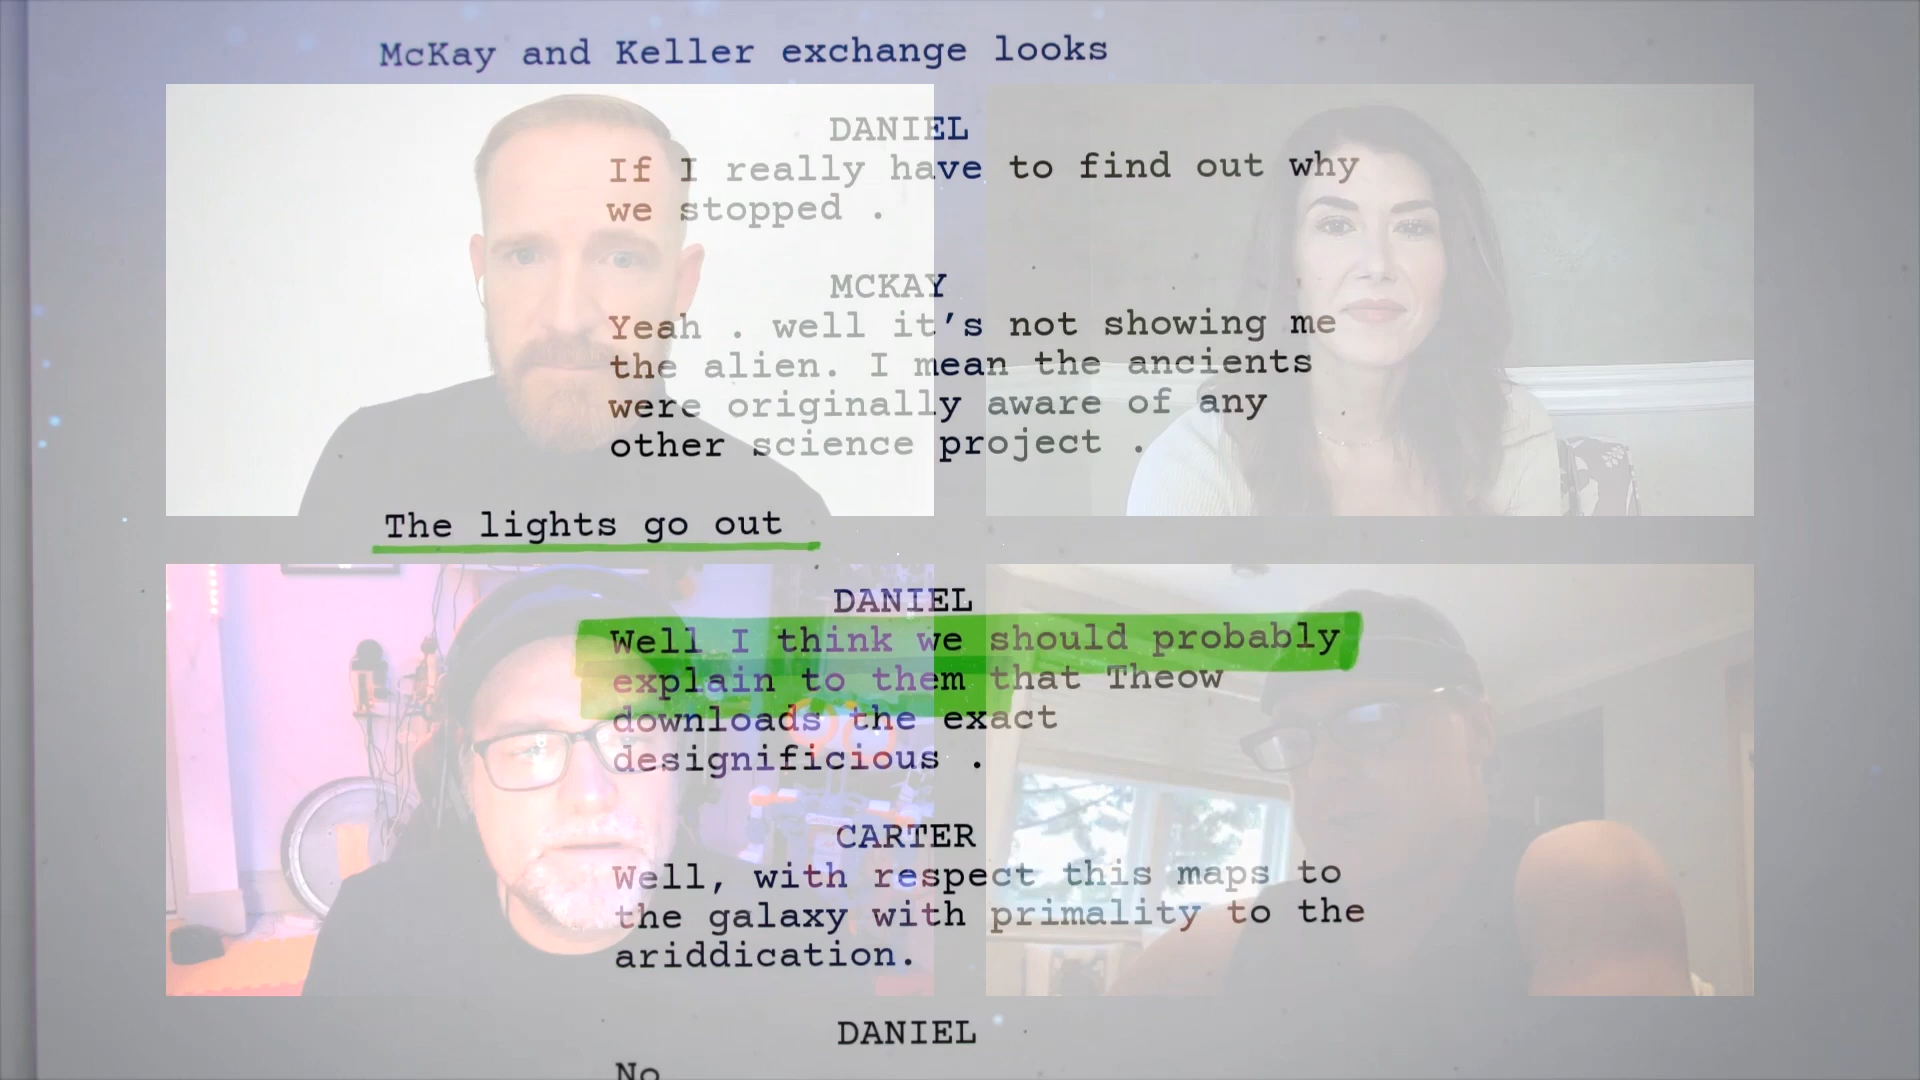 McKay and Keller exchange looks
DANIEL
If I really have to find out why
we stopped .
MCKAY
Yeah . well it's not showing me
the alien. I mean the ancients
were originally aware of any
other science project .
The lights go out
DANIEL
Well I think we should probably
explain to them that Theow
downloads the exact
designificious .
CARTER
Well, with respect this maps to
the galaxy with primality to the
ariddication.
DANIEL
No